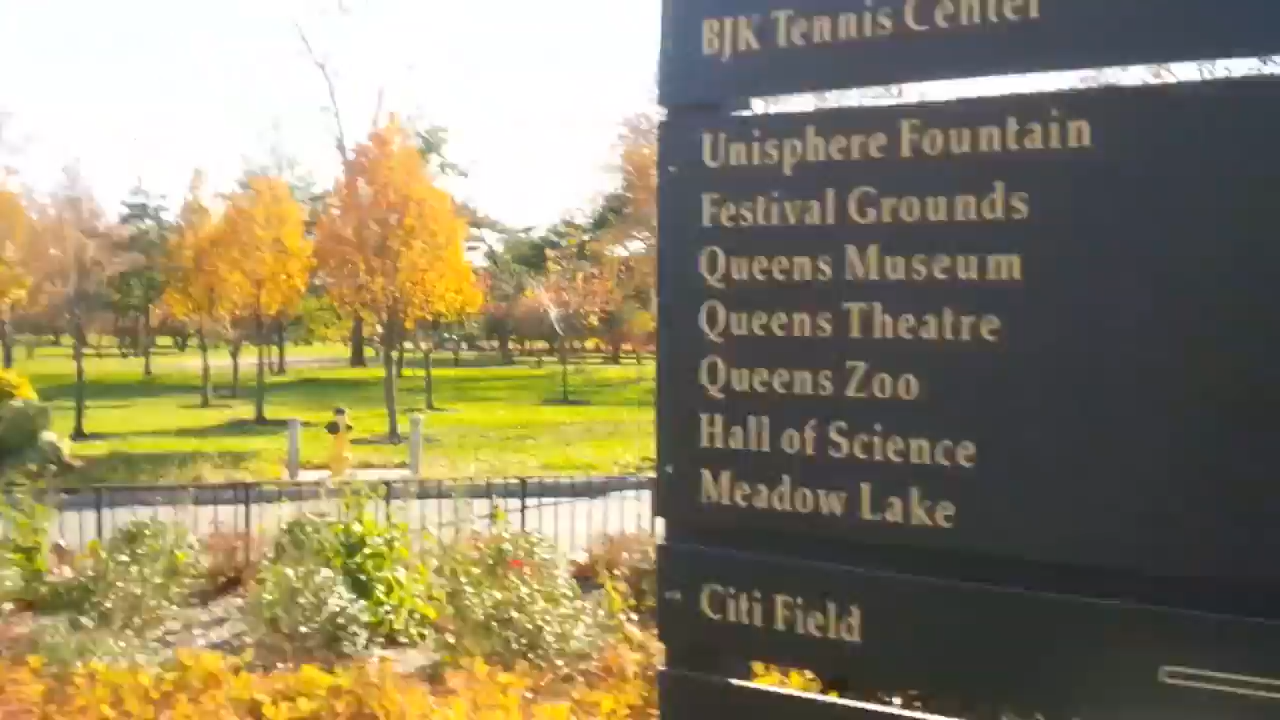 BJK Tennis Center
Unisphere Fountain
Festival Grounds
Queens Museum
Queens Theatre
Queens Zoo
Hall of Science
Meadow Lake
Citi Field